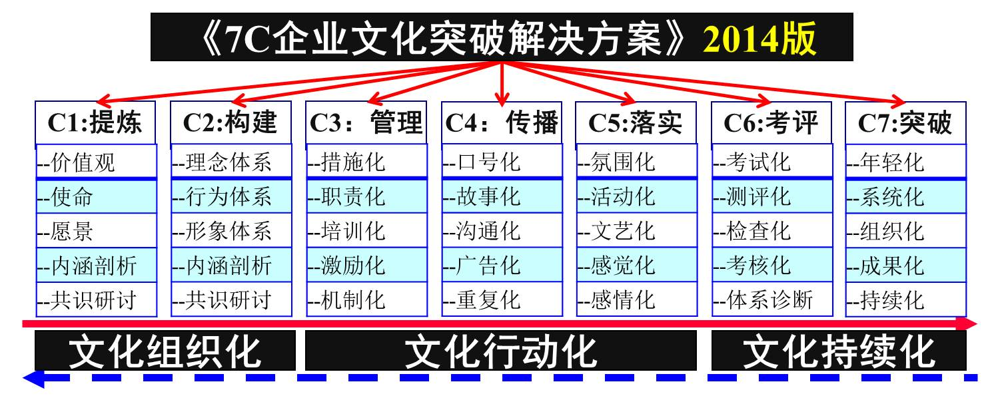 《7C企业文化突破解决方案》2014版
C1:提炼 C2:构建 C3：管理 C4：传播 C5:落实 C6:考评 C7:突破
--价值观 --理念体系 --措施化 --口号化 --氛围化 --考试化 --年轻化
--使命 --行为体系 --职责化 --故事化 --活动化 --测评化 --系统化
--愿景 --形象体系 --培训化 --沟通化 --文艺化 --检查化 --组织化
--内涵剖析 --内涵剖析 --激励化 --广告化 --感觉化 --考核化 --成果化
--共识研讨 --共识研讨 --机制化 --重复化 --感情化 --体系诊断 --持续化
文化组织化 文化行动化 文化持续化